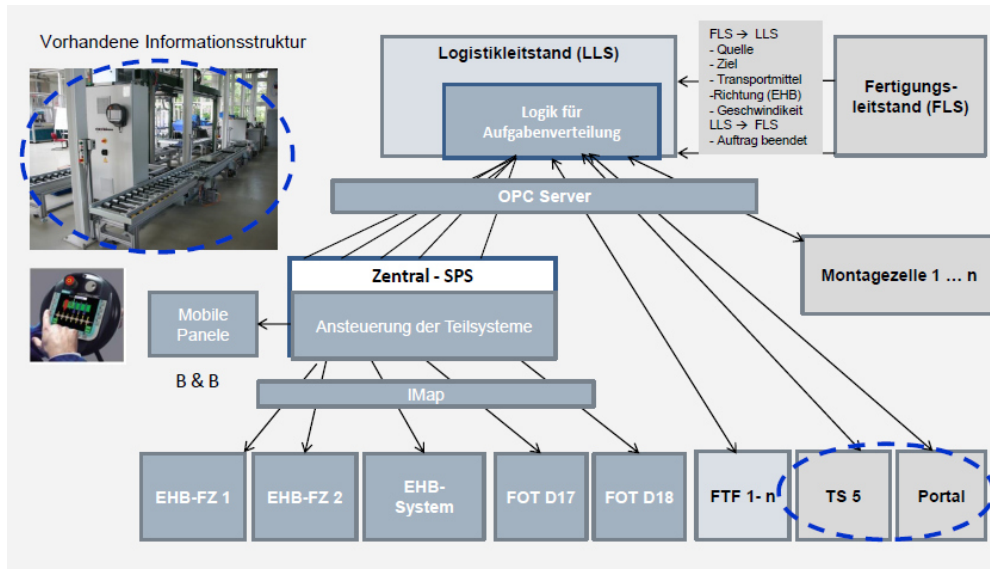 Vorhandene Informationsstruktur
Logistikleitstand (LLS)
Logik für
Aufgabenverteilung
FLS → LLS
- Quelle
- Ziel
- Transportmittel
-Richtung (EHB)
- Geschwindikeit
LLS → FLS
- Auftrag beendet
Fertigungs-
leitstand (FLS)
OPC Server
Zentral - SPS
Ansteuerung der Teilsysteme
Mobile
Panele
B & B
Montagezelle 1 ... n
IMap
EHB-FZ 1
EHB-FZ 2
EHB-
System
FOT D17
FOT D18
FTF 1- n
TS 5
Portal